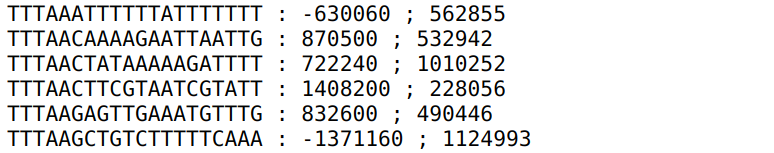 TTTAAATTTTTTATTTTTTT : -630060 ; 562855
TTTAACAAAAGAATTAATTG : 870500 ; 532942
TTTAACTATAAAAAGATTTT : 722240 ; 1010252
TTTAACTTCGTAATCGTATT : 1408200 ; 228056
TTTAAGAGTTGAAATGTTTG : 832600 ; 490446
TTTAAGCTGTCTTTTTCAAA : -1371160 ; 1124993